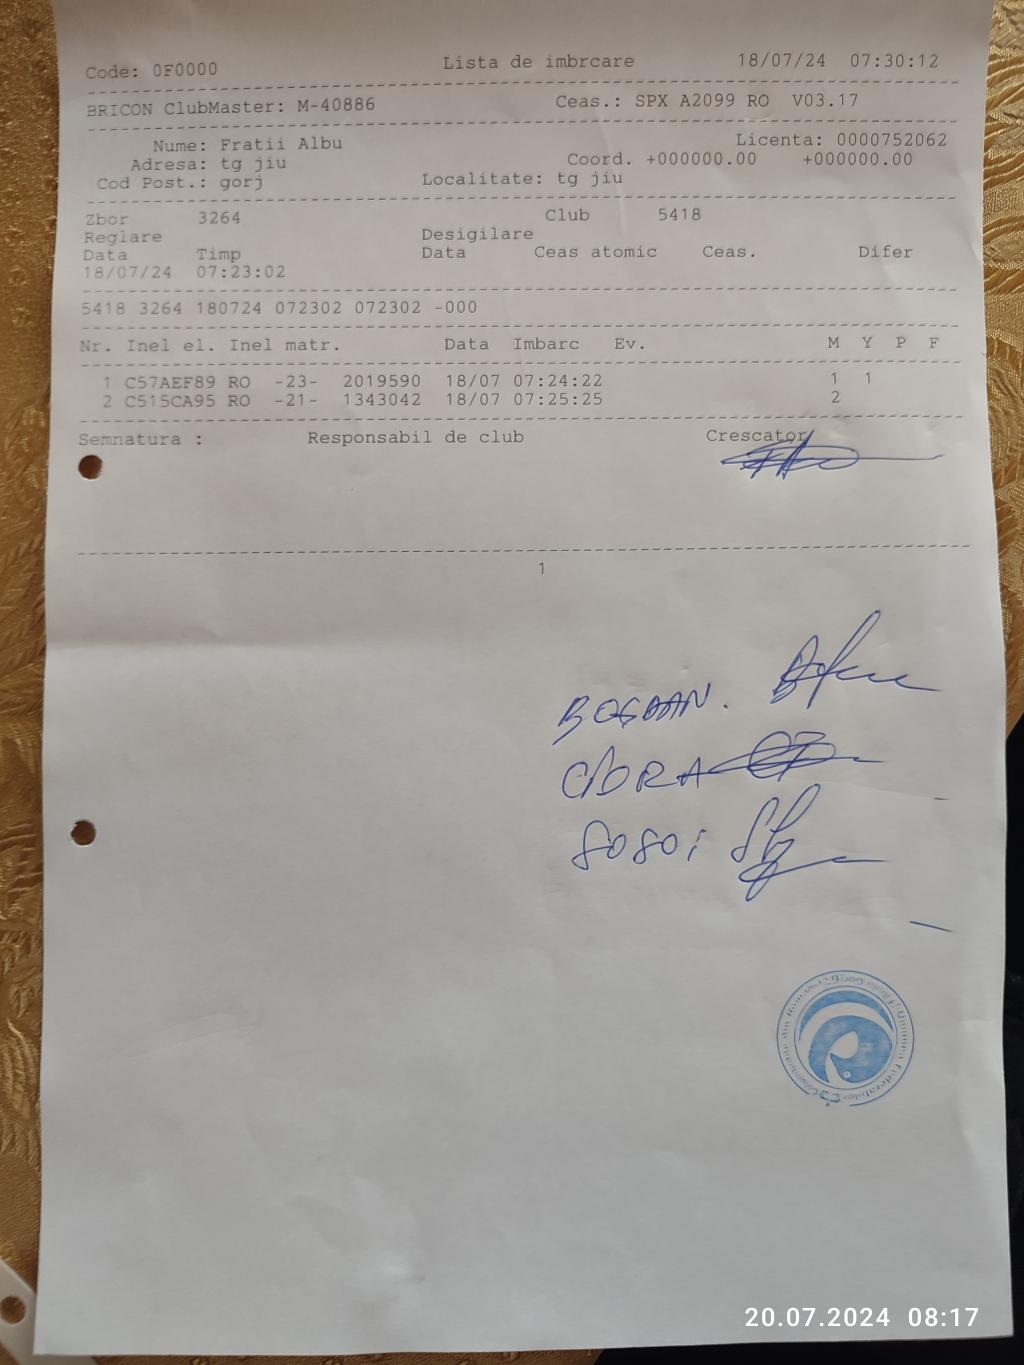 Code: 0F0000 Lista de imbrcare 18/07/24 07:30:12
BRICON ClubMaster: M-40886 Ceas.: SPX A2099 RO V03.17
Nume: Fratii Albu Licenta: 0000752062
Adresa: tg jiu Coord. +000000.00 +000000.00
Cod Post.: gorj Localitate: tg jiu
Zbor 3264 Club 5418
Reglare Desigilare
Data Timp Data Ceas atomic Ceas. Difer
18/07/24 07:23:02
5418 3264 180724 072302 072302 -000
Nr. Inel el. Inel matr. Data Imbarc Ev. M Y P F
1 C57AEF89 RO -23- 2019590 18/07 07:24:22 1 1
2 C515CA95 RO -21- 1343042 18/07 07:25:25 2
Semnatura : Responsabil de club Crescator
1
BOGDAN.
CIORA
SOSOI
20.07.2024 08:17